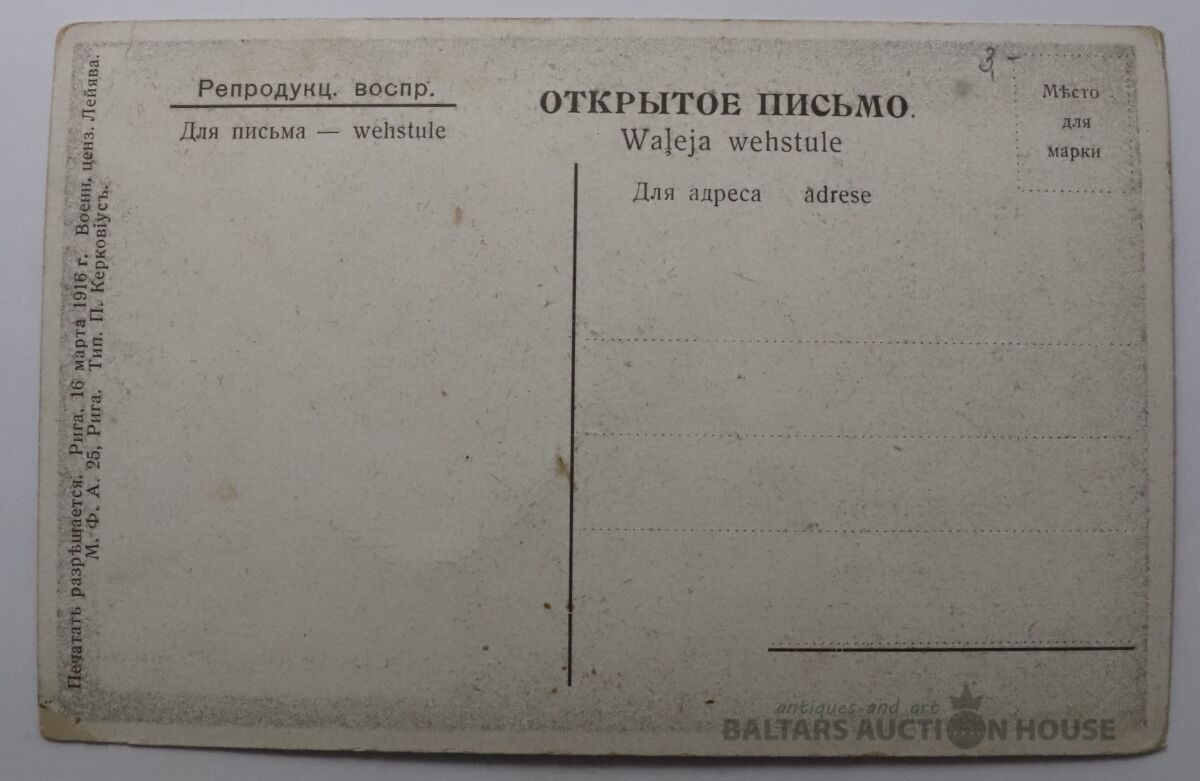 Печатать разрѣшается. Рига, 16 марта 1916 г. Военн. ценз. Лейява.
М. Ф. А. 25, Рига. Тип. П. Керковіусъ.
Репродукц. воспр.
Для письма — wehstule
ОТКРЫТОЕ ПИСЬМО.
Waļeja wehstule
Для адреса adrese
3 -
Мѣсто
для
марки
antiques and art
BALTARS AUCTION HOUSE